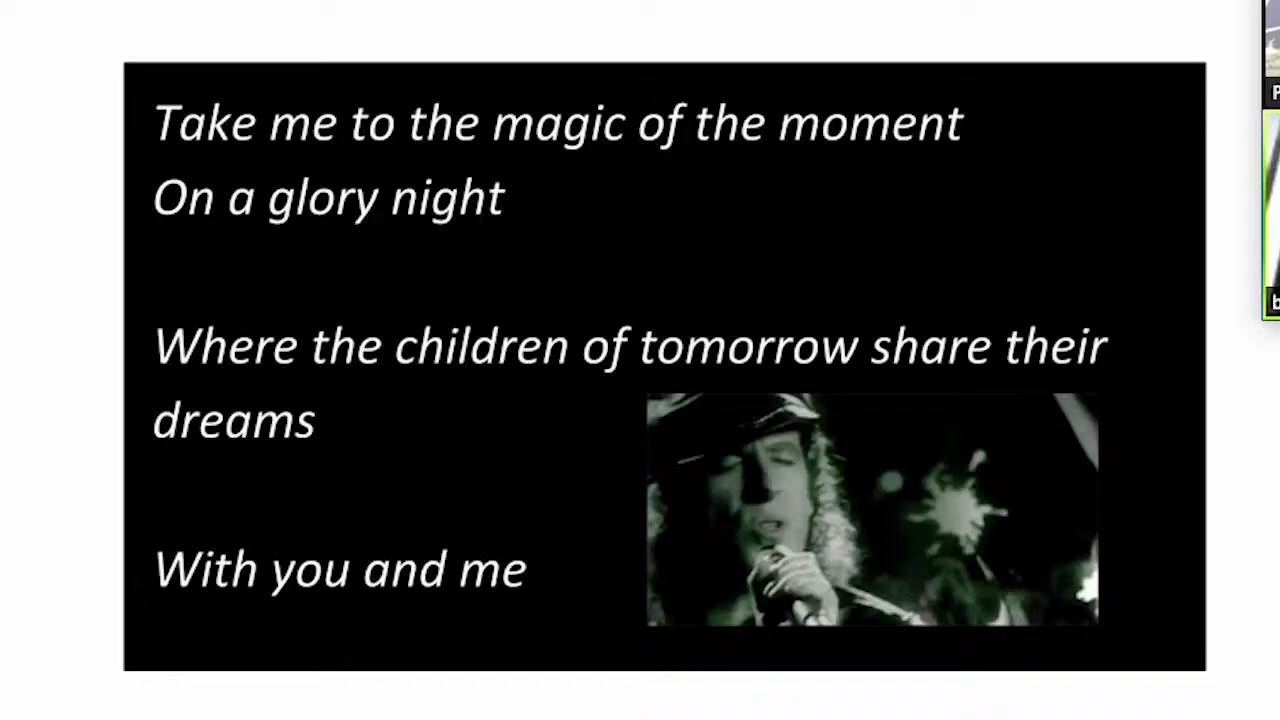 Take me to the magic of the moment
On a glory night
Where the children of tomorrow share their
dreams
With you and me